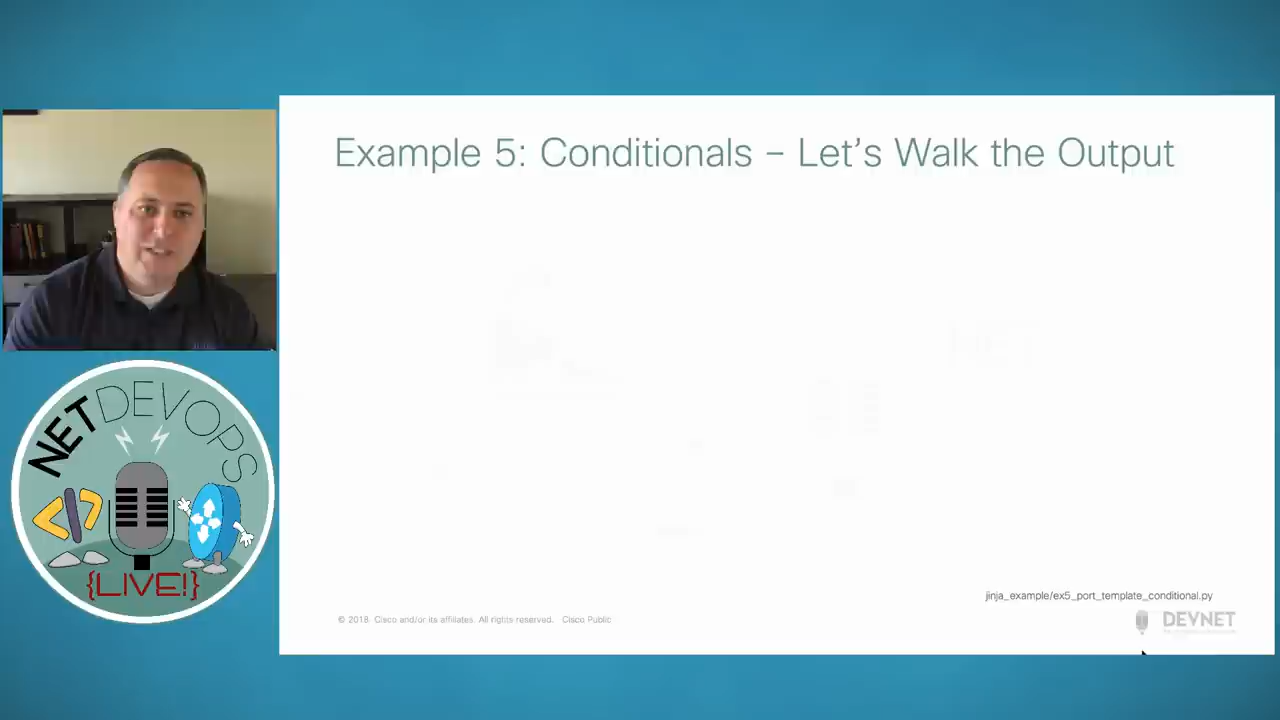 Example 5: Conditionals – Let's Walk the Output
NETDEVOPS
{LIVE!}
jinja_example/ex5_port_template_conditional.py
© 2018 Cisco and/or its affiliates. All rights reserved. Cisco Public
DEVNET